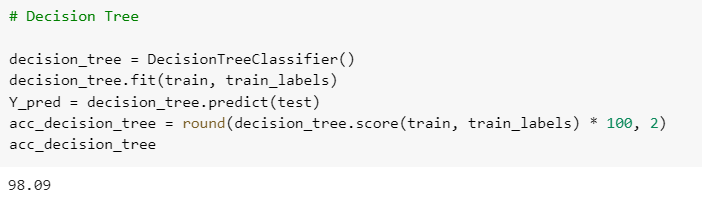 # Decision Tree
decision_tree = DecisionTreeClassifier()
decision_tree.fit(train, train_labels)
Y_pred = decision_tree.predict(test)
acc_decision_tree = round(decision_tree.score(train, train_labels) * 100, 2)
acc_decision_tree
98.09